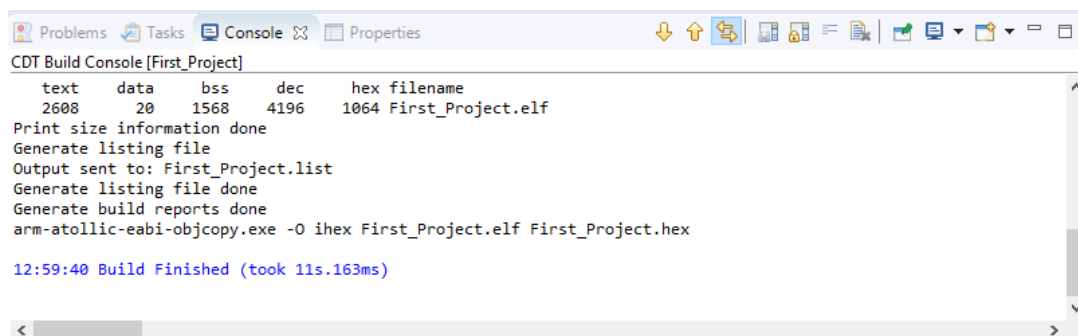 Problems Tasks Console Properties
CDT Build Console [First_Project]
text data bss dec hex filename
2608 20 1568 4196 1064 First_Project.elf
Print size information done
Generate listing file
Output sent to: First_Project.list
Generate listing file done
Generate build reports done
arm-atollic-eabi-objcopy.exe -O ihex First_Project.elf First_Project.hex
12:59:40 Build Finished (took 11s.163ms)